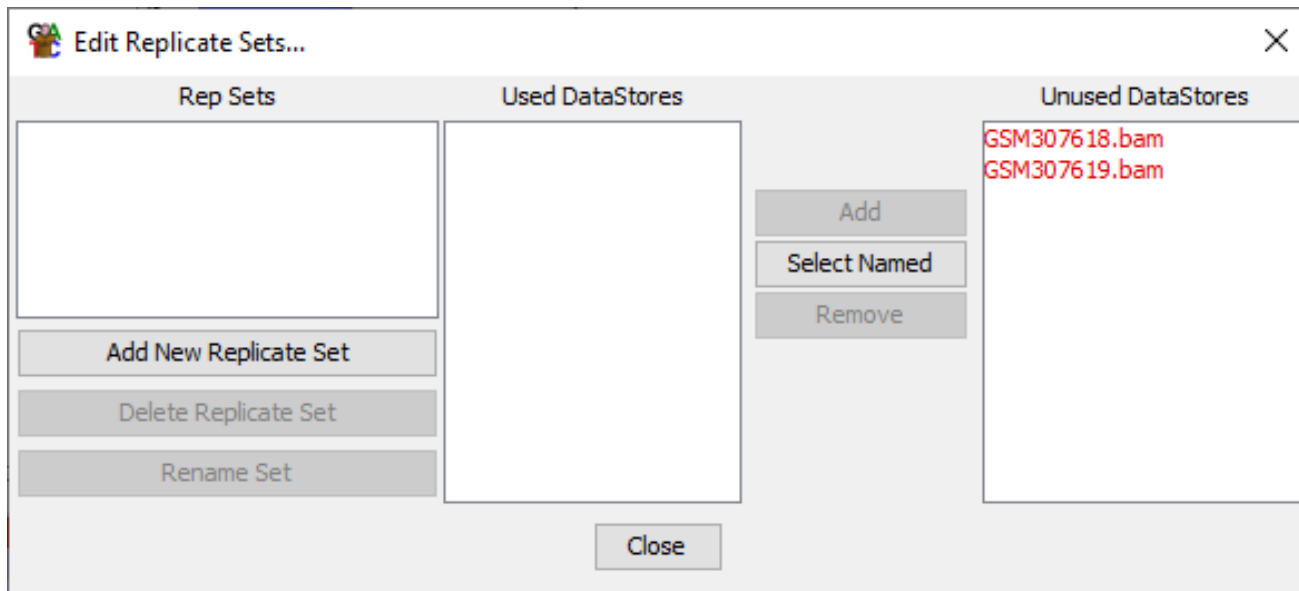 Edit Replicate Sets...
Rep Sets
Used DataStores
Unused DataStores
GSM307618.bam
GSM307619.bam
Add
Select Named
Remove
Add New Replicate Set
Delete Replicate Set
Rename Set
Close